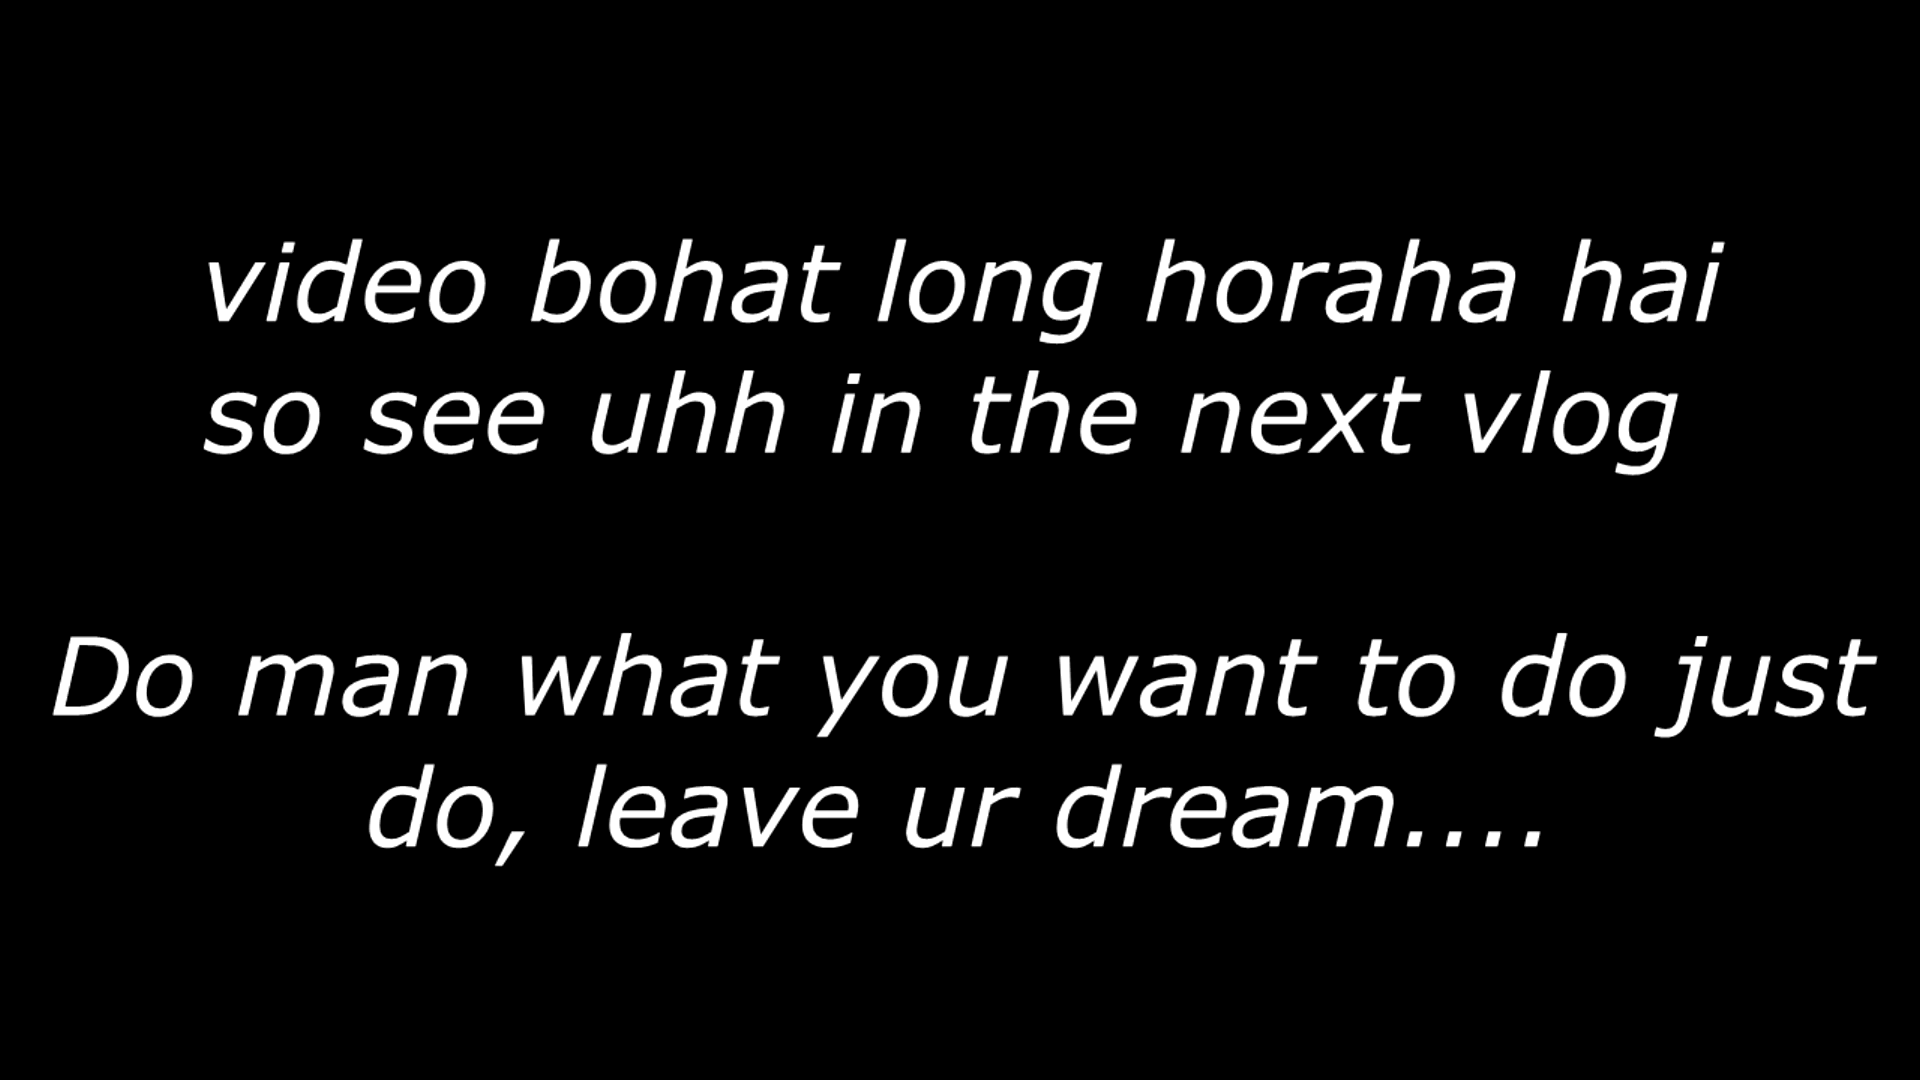 video bohat long horaha hai
so see uhh in the next vlog
Do man what you want to do just
do, leave ur dream....